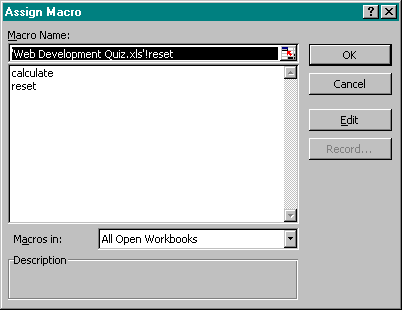 Assign Macro
Macro Name:
'Web Development Quiz.xls'!reset
OK
calculate
reset
Cancel
Edit
Record...
Macros in:
All Open Workbooks
Description